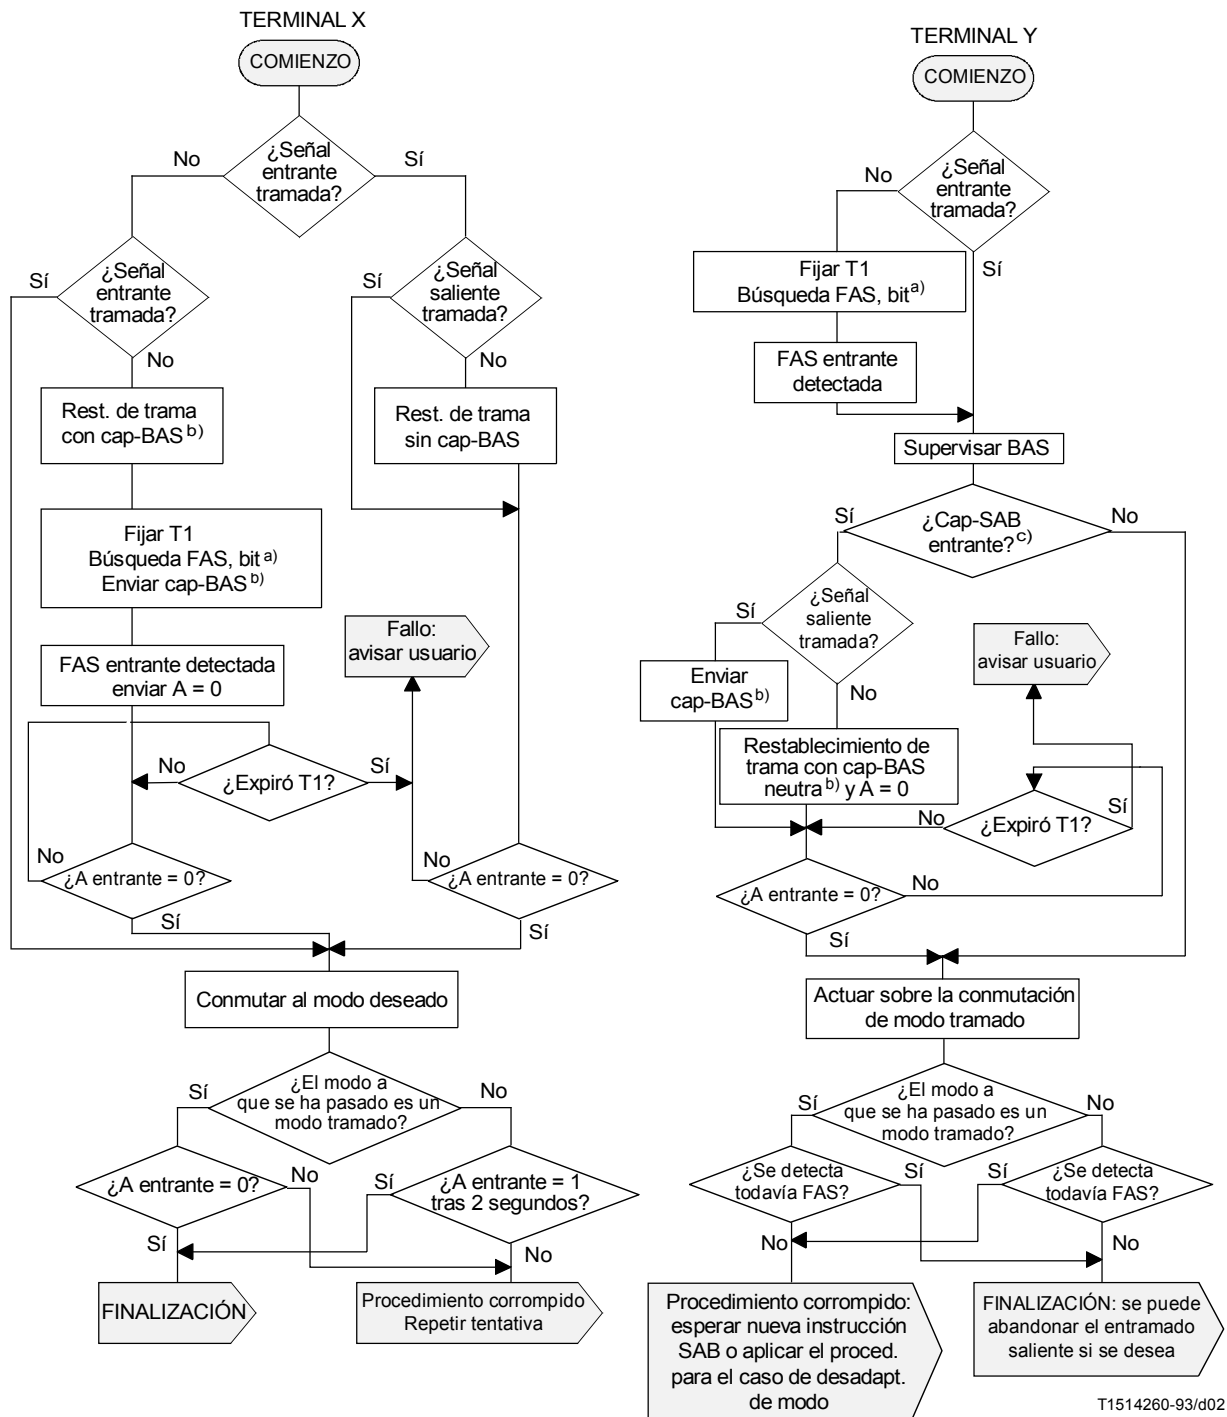 TERMINAL X
COMIENZO
¿Señal
entrante
tramada?
No
Sí
¿Señal
entrante
tramada?
Sí
No
¿Señal
saliente
tramada?
Sí
No
Rest. de trama
con cap-BAS b)
Rest. de trama
sin cap-BAS
Fijar T1
Búsqueda FAS, bit a)
Enviar cap-BAS b)
Fallo:
avisar usuario
FAS entrante detectada
enviar A = 0
No
¿Expiró T1?
Sí
No
¿A entrante = 0?
Sí
No
¿A entrante = 0?
Sí
Conmutar al modo deseado
¿El modo a
que se ha pasado es un
modo tramado?
Sí
No
¿A entrante = 0?
No
Sí
Sí
¿A entrante = 1
tras 2 segundos?
No
FINALIZACIÓN
Procedimiento corrompido
Repetir tentativa
TERMINAL Y
COMIENZO
¿Señal
entrante
tramada?
No
Sí
Fijar T1
Búsqueda FAS, bit a)
FAS entrante
detectada
Supervisar BAS
¿Cap-SAB
entrante? c)
Sí
No
¿Señal
saliente
tramada?
Sí
No
Fallo:
avisar usuario
Enviar
cap-BAS b)
Restablecimiento de
trama con cap-BAS
neutra b) y A = 0
No
¿Expiró T1?
Sí
¿A entrante = 0?
No
Sí
Actuar sobre la conmutación
de modo tramado
¿El modo a
que se ha pasado es un
modo tramado?
Sí
No
¿Se detecta
todavía FAS?
Sí
No
Sí
¿Se detecta
todavía FAS?
No
Procedimiento corrompido:
esperar nueva instrucción
SAB o aplicar el proced.
para el caso de desadapt.
de modo
FINALIZACIÓN: se puede
abandonar el entramado
saliente si se desea
T1514260-93/d02